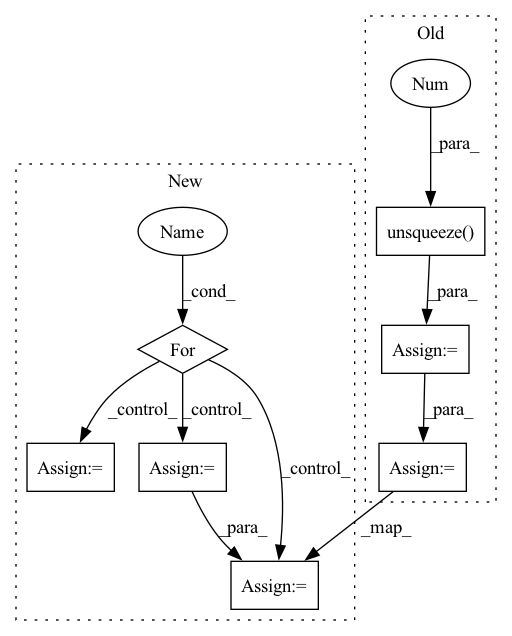 Old
Num
_para_
New
Name
unsqueeze()
_cond_
_para_
For
Assign:=
_control_
_control_
_para_
Assign:=
Assign:=
_control_
Assign:=
_para_
_map_
Assign:=